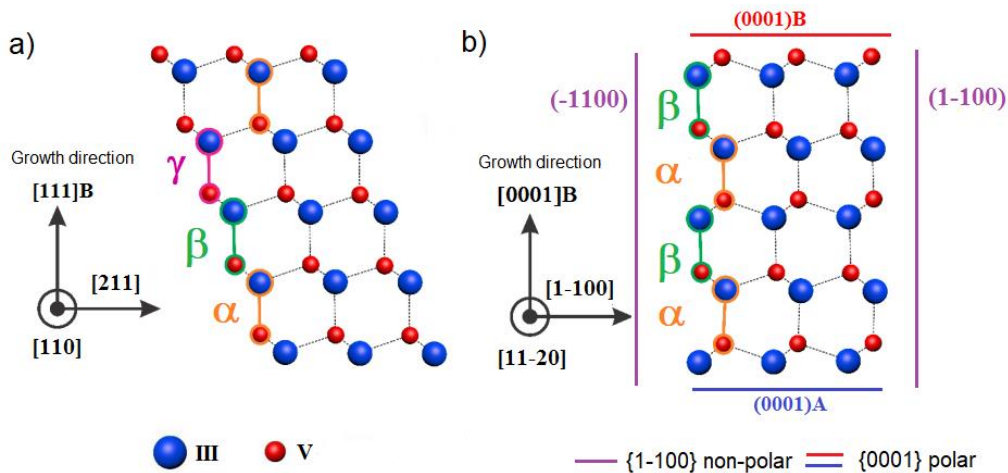 a)
Growth direction
[111]B
[211]
[110]
γ
β
α
III
V
b)
(0001)B
(-1100)
(1-100)
β
α
β
α
Growth direction
[0001]B
[1-100]
[11-20]
(0001)A
{1-100} non-polar
{0001} polar